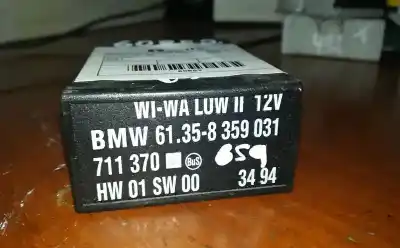 WI-WA LUW II 12V
BMW 61.35-8 359 031
711 370 BuS 659
HW 01 SW 00 34 94